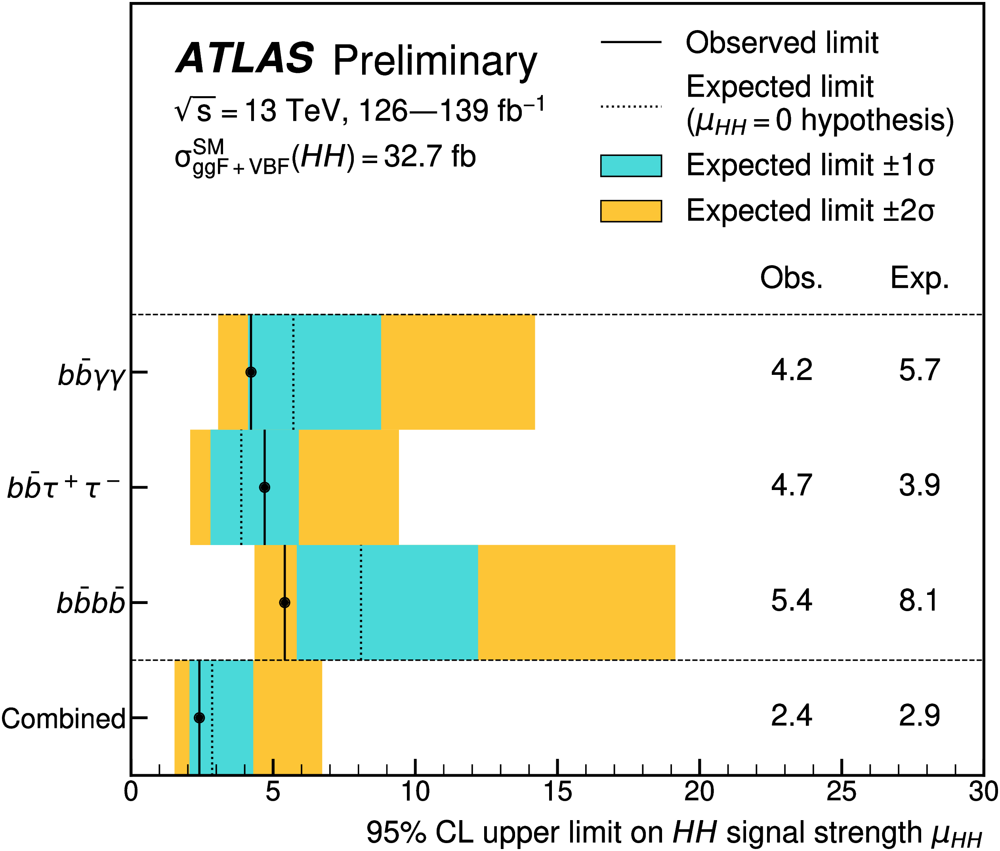 ATLAS Preliminary
√s = 13 TeV, 126—139 fb⁻¹
σ^SM_ggF + VBF(HH) = 32.7 fb
Observed limit
Expected limit
(μ_HH = 0 hypothesis)
Expected limit ±1σ
Expected limit ±2σ
Obs. Exp.
bb̄γγ 4.2 5.7
bb̄τ⁺τ⁻ 4.7 3.9
bb̄bb̄ 5.4 8.1
Combined 2.4 2.9
0 5 10 15 20 25 30
95% CL upper limit on HH signal strength μ_HH